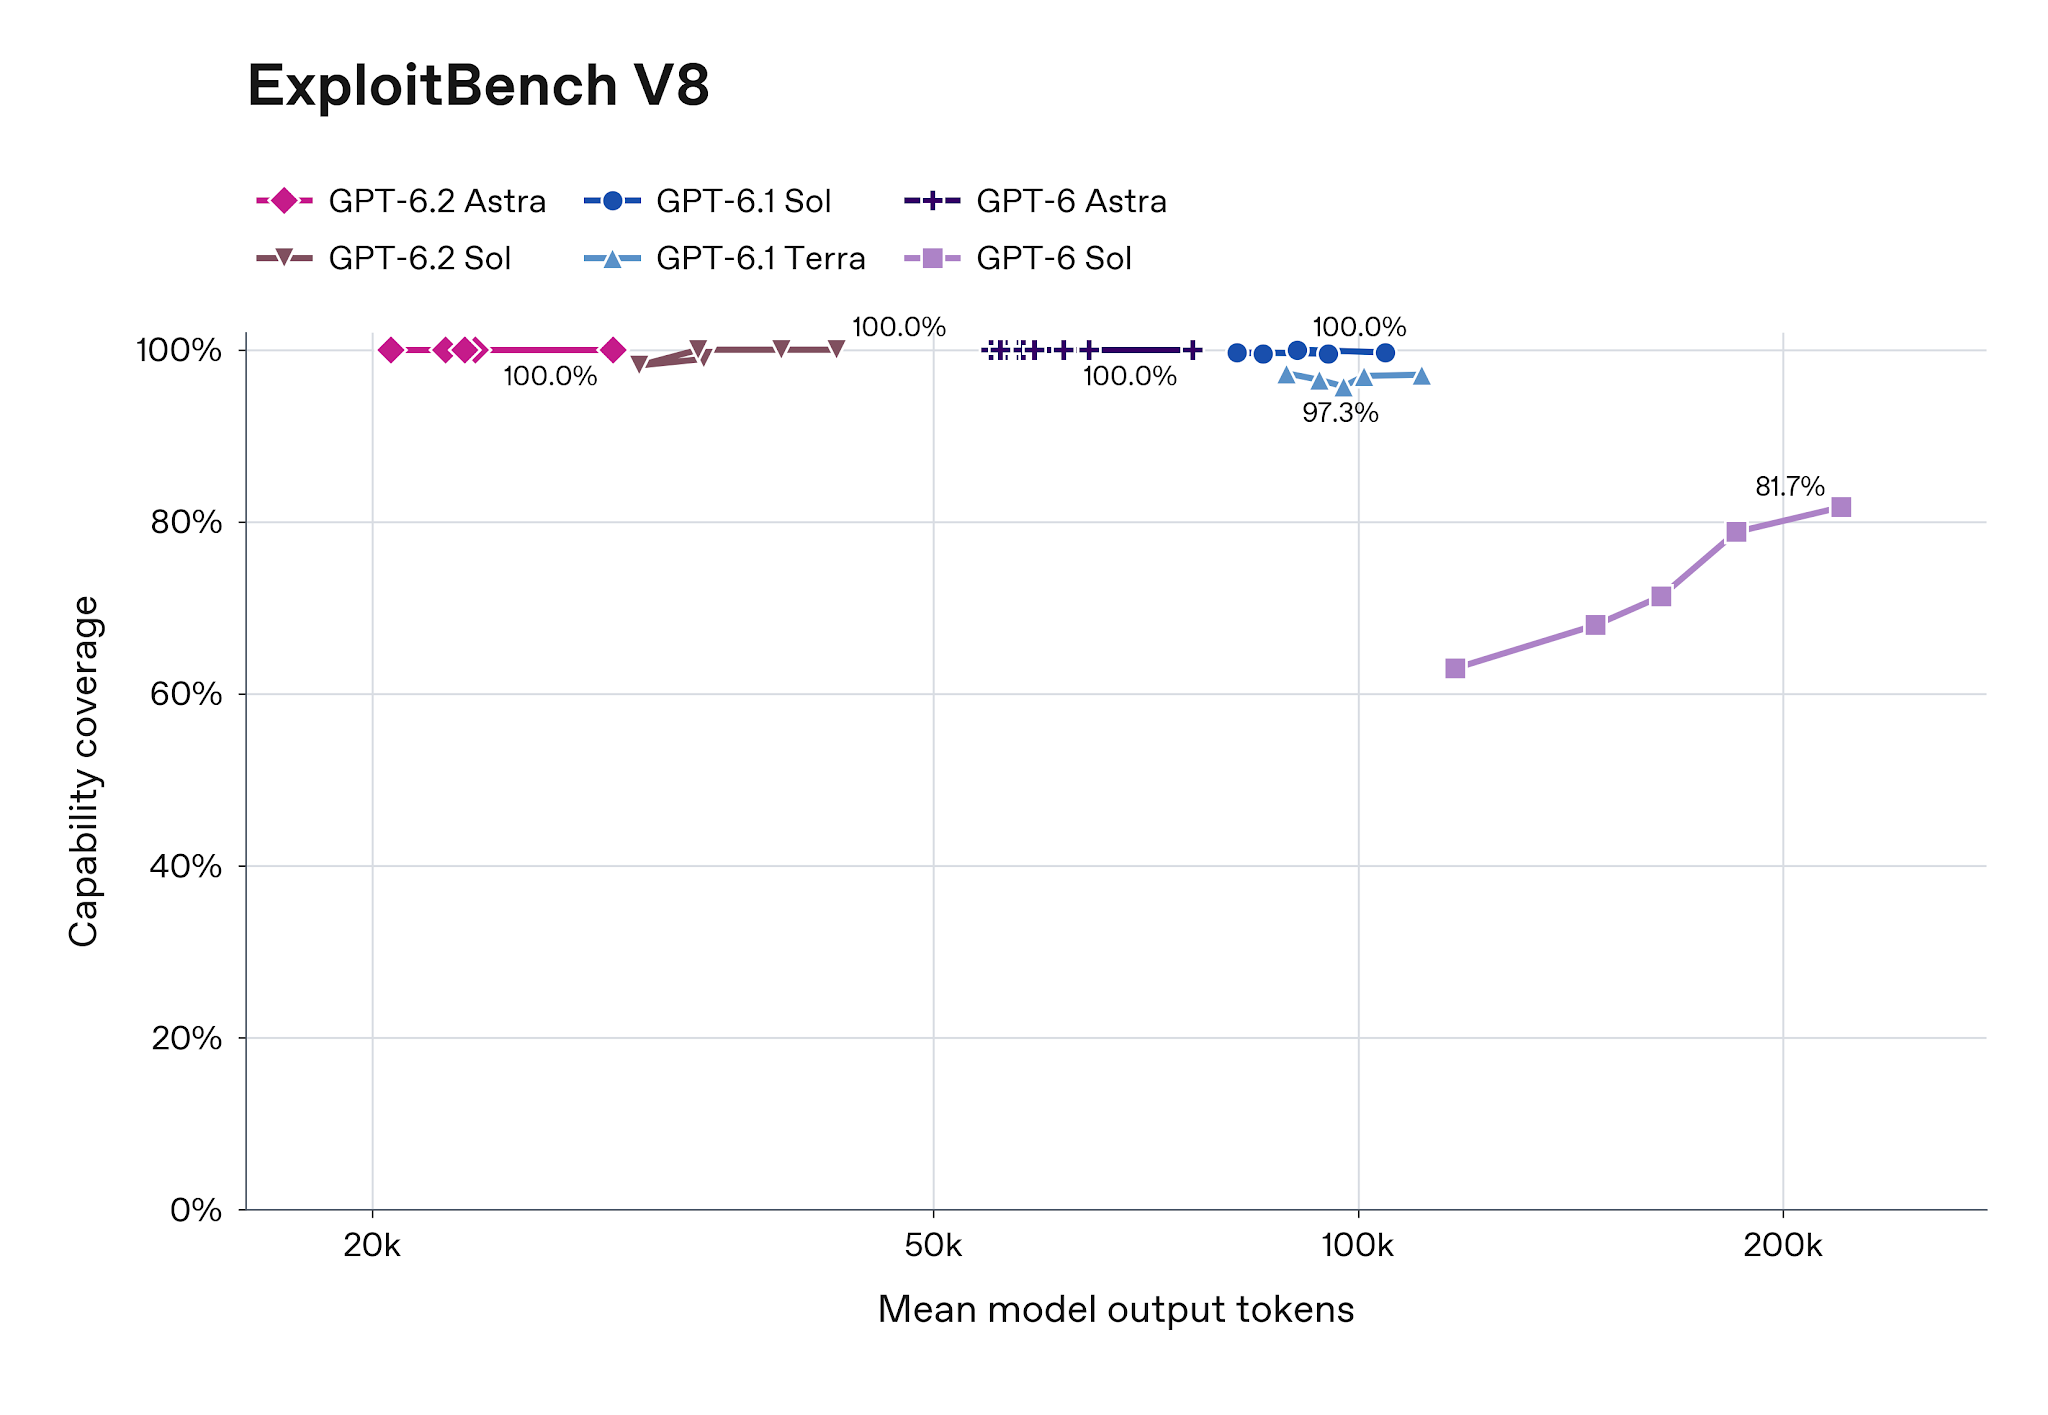 ExploitBench V8
GPT-6.2 Astra
GPT-6.1 Sol
GPT-6 Astra
GPT-6.2 Sol
GPT-6.1 Terra
GPT-6 Sol
100.0%
100.0%
100%
100.0%
100.0%
97.3%
81.7%
80%
60%
40%
20%
0%
Capability coverage
20k
50k
100k
200k
Mean model output tokens